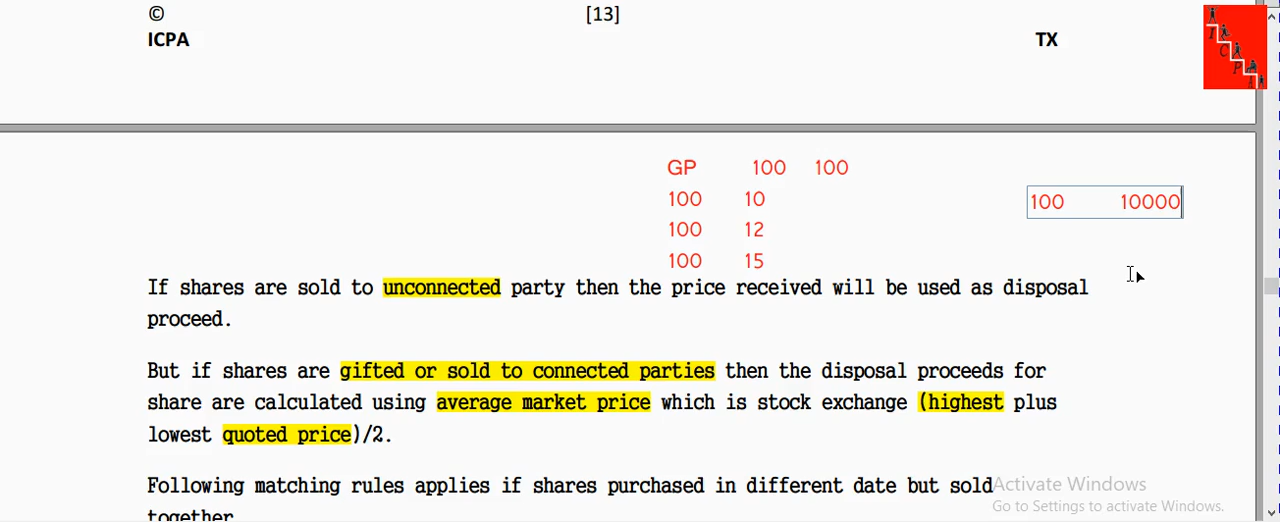 © [13]
ICPA TX
I
C
P
A
GP 100 100
100 10
100 10000
100 12
100 15
If shares are sold to unconnected party then the price received will be used as disposal
proceed.
But if shares are gifted or sold to connected parties then the disposal proceeds for
share are calculated using average market price which is stock exchange (highest plus
lowest quoted price)/2.
Following matching rules applies if shares purchased in different date but sold
together
Activate Windows
Go to Settings to activate Windows.